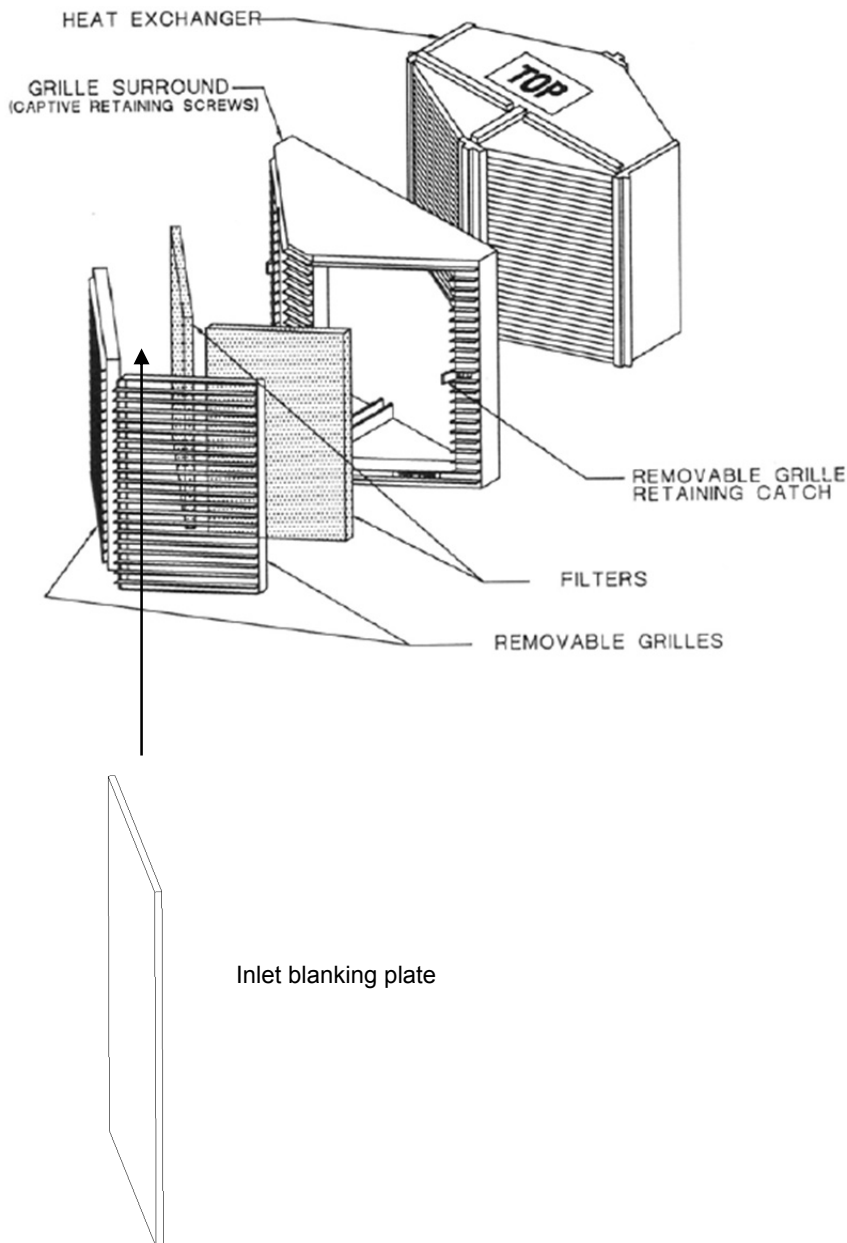 HEAT EXCHANGER
GRILLE SURROUND
(CAPTIVE RETAINING SCREWS)
TOP
REMOVABLE GRILLE
RETAINING CATCH
FILTERS
REMOVABLE GRILLES
Inlet blanking plate